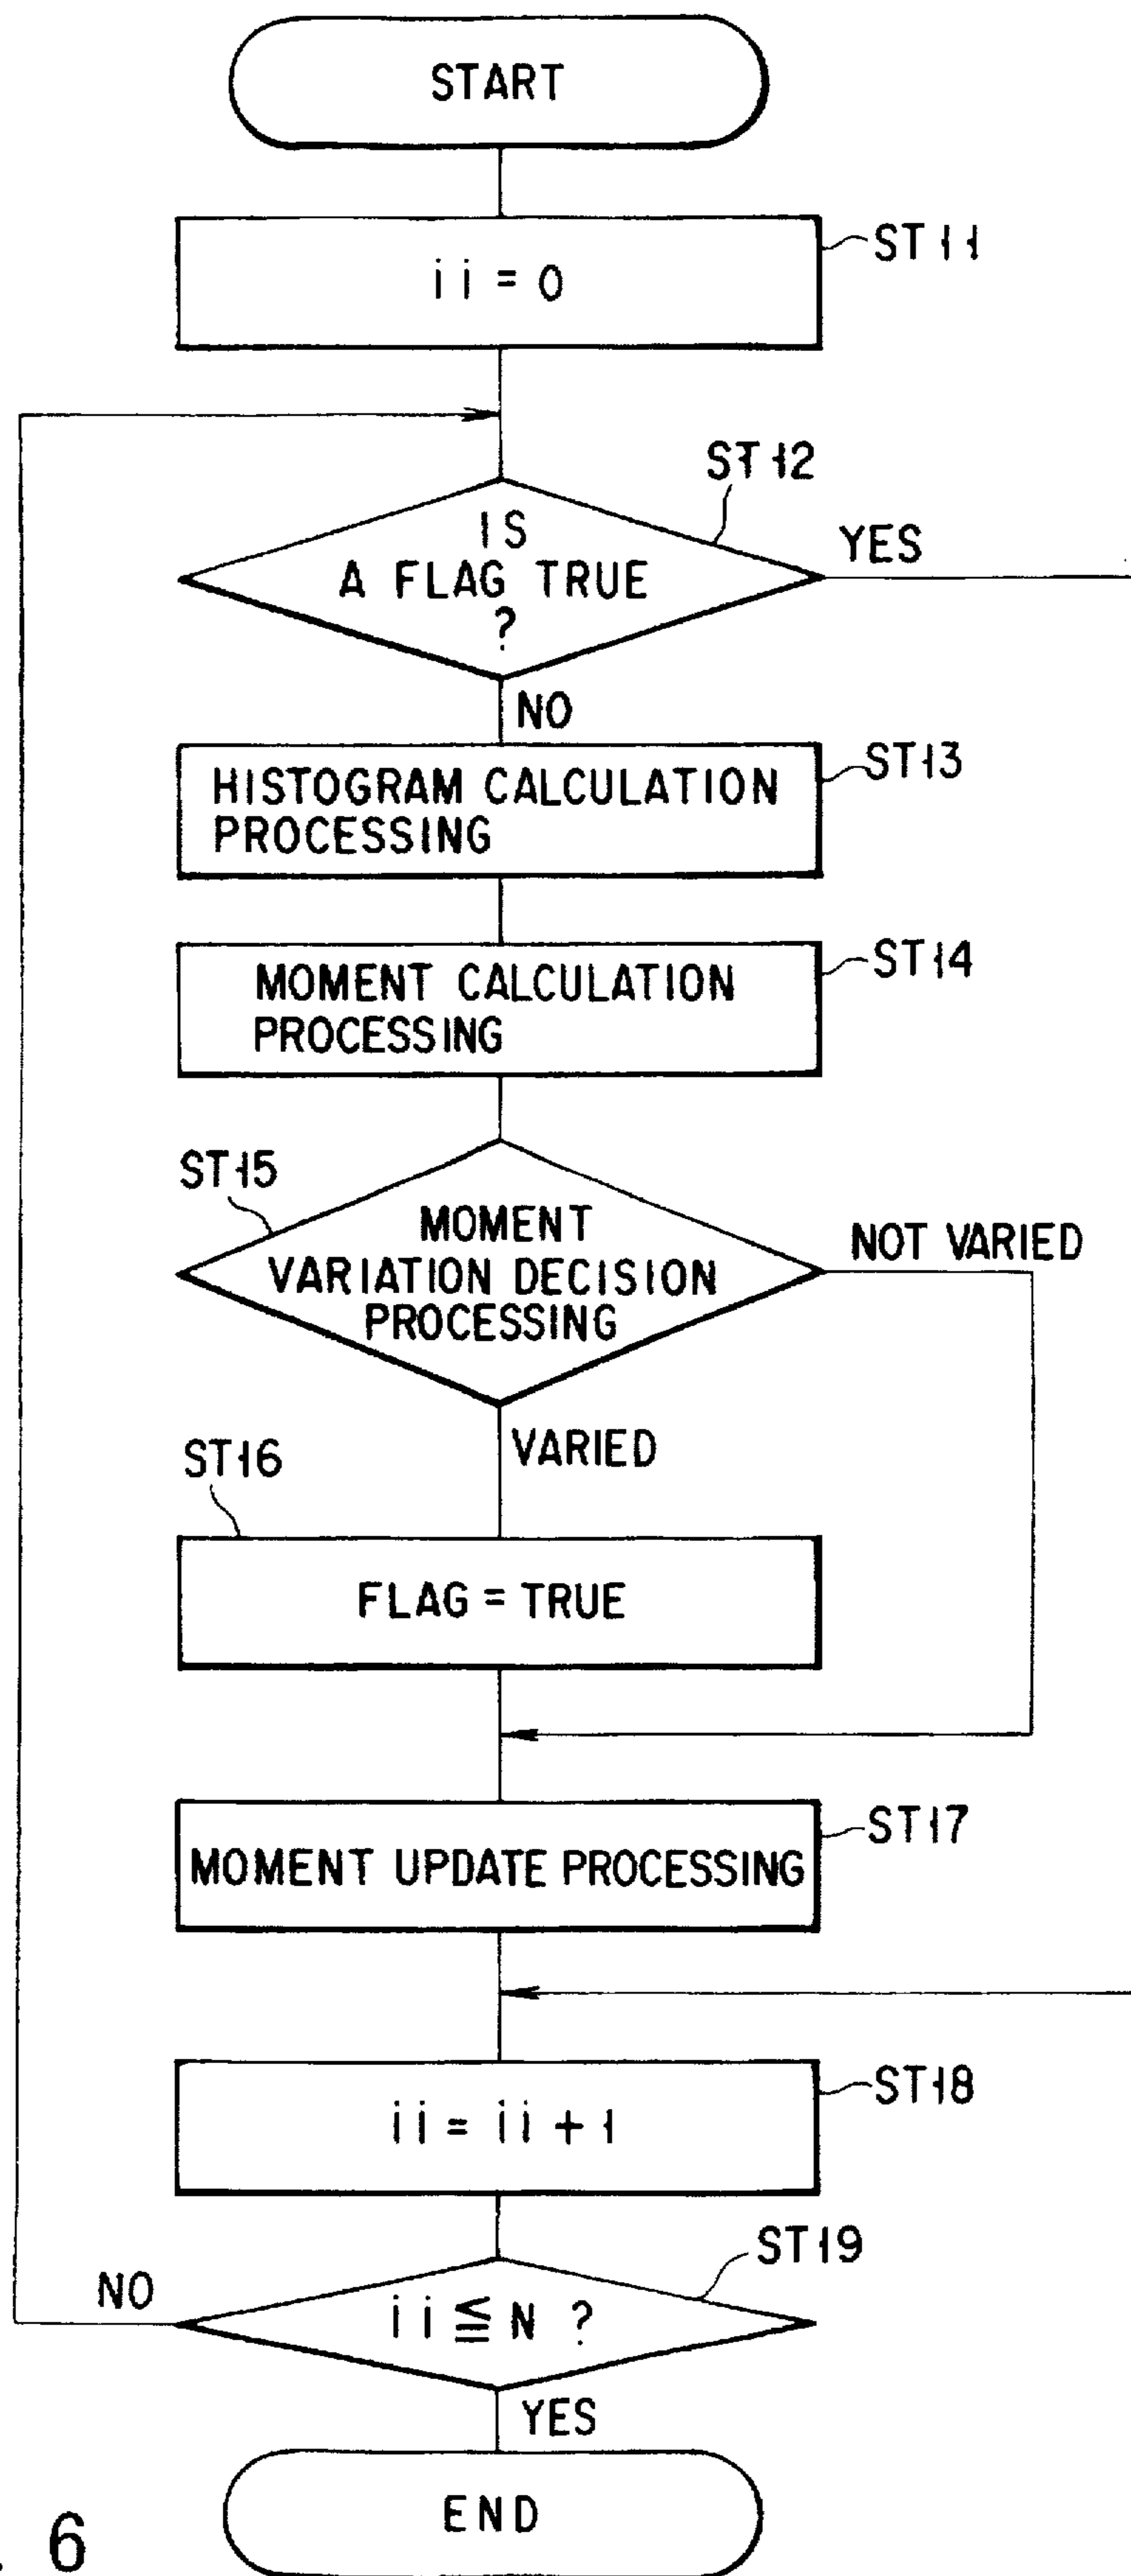 START
ii = 0
ST11
ST12
IS
A FLAG TRUE
?
YES
NO
HISTOGRAM CALCULATION
PROCESSING
ST13
MOMENT CALCULATION
PROCESSING
ST14
ST15
MOMENT
VARIATION DECISION
PROCESSING
NOT VARIED
VARIED
ST16
FLAG = TRUE
ST17
MOMENT UPDATE PROCESSING
ST18
ii = ii + 1
ST19
NO
ii ≦ N ?
YES
END
. 6